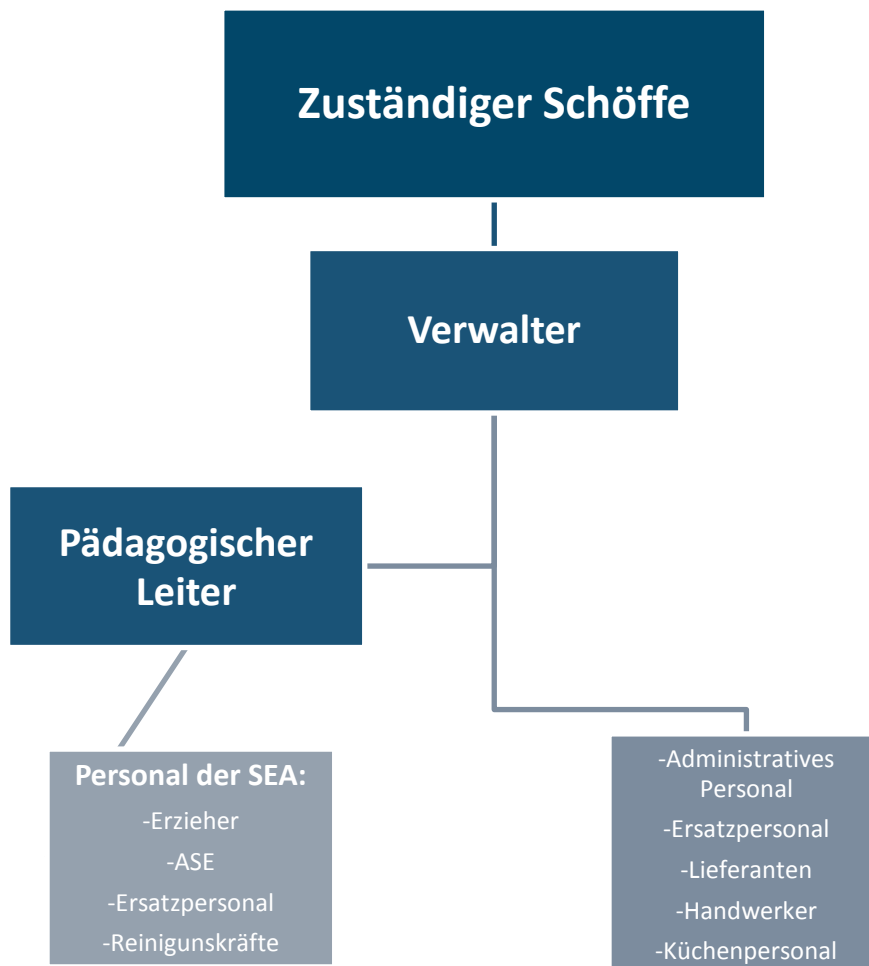 Zuständiger Schöffe
Verwalter
Pädagogischer
Leiter
Personal der SEA:
-Erzieher
-ASE
-Ersatzpersonal
-Reinigunskräfte
-Administratives
Personal
-Ersatzpersonal
-Lieferanten
-Handwerker
-Küchenpersonal